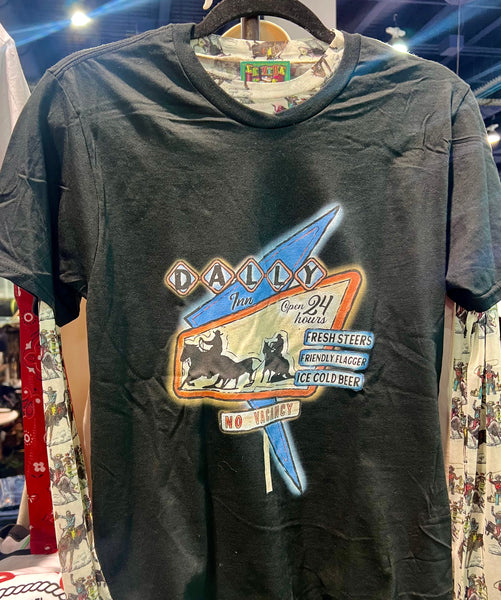 DALLY
Inn
Open 24
hours
FRESH STEERS
FRIENDLY FLAGGER
ICE COLD BEER
NO VACANCY